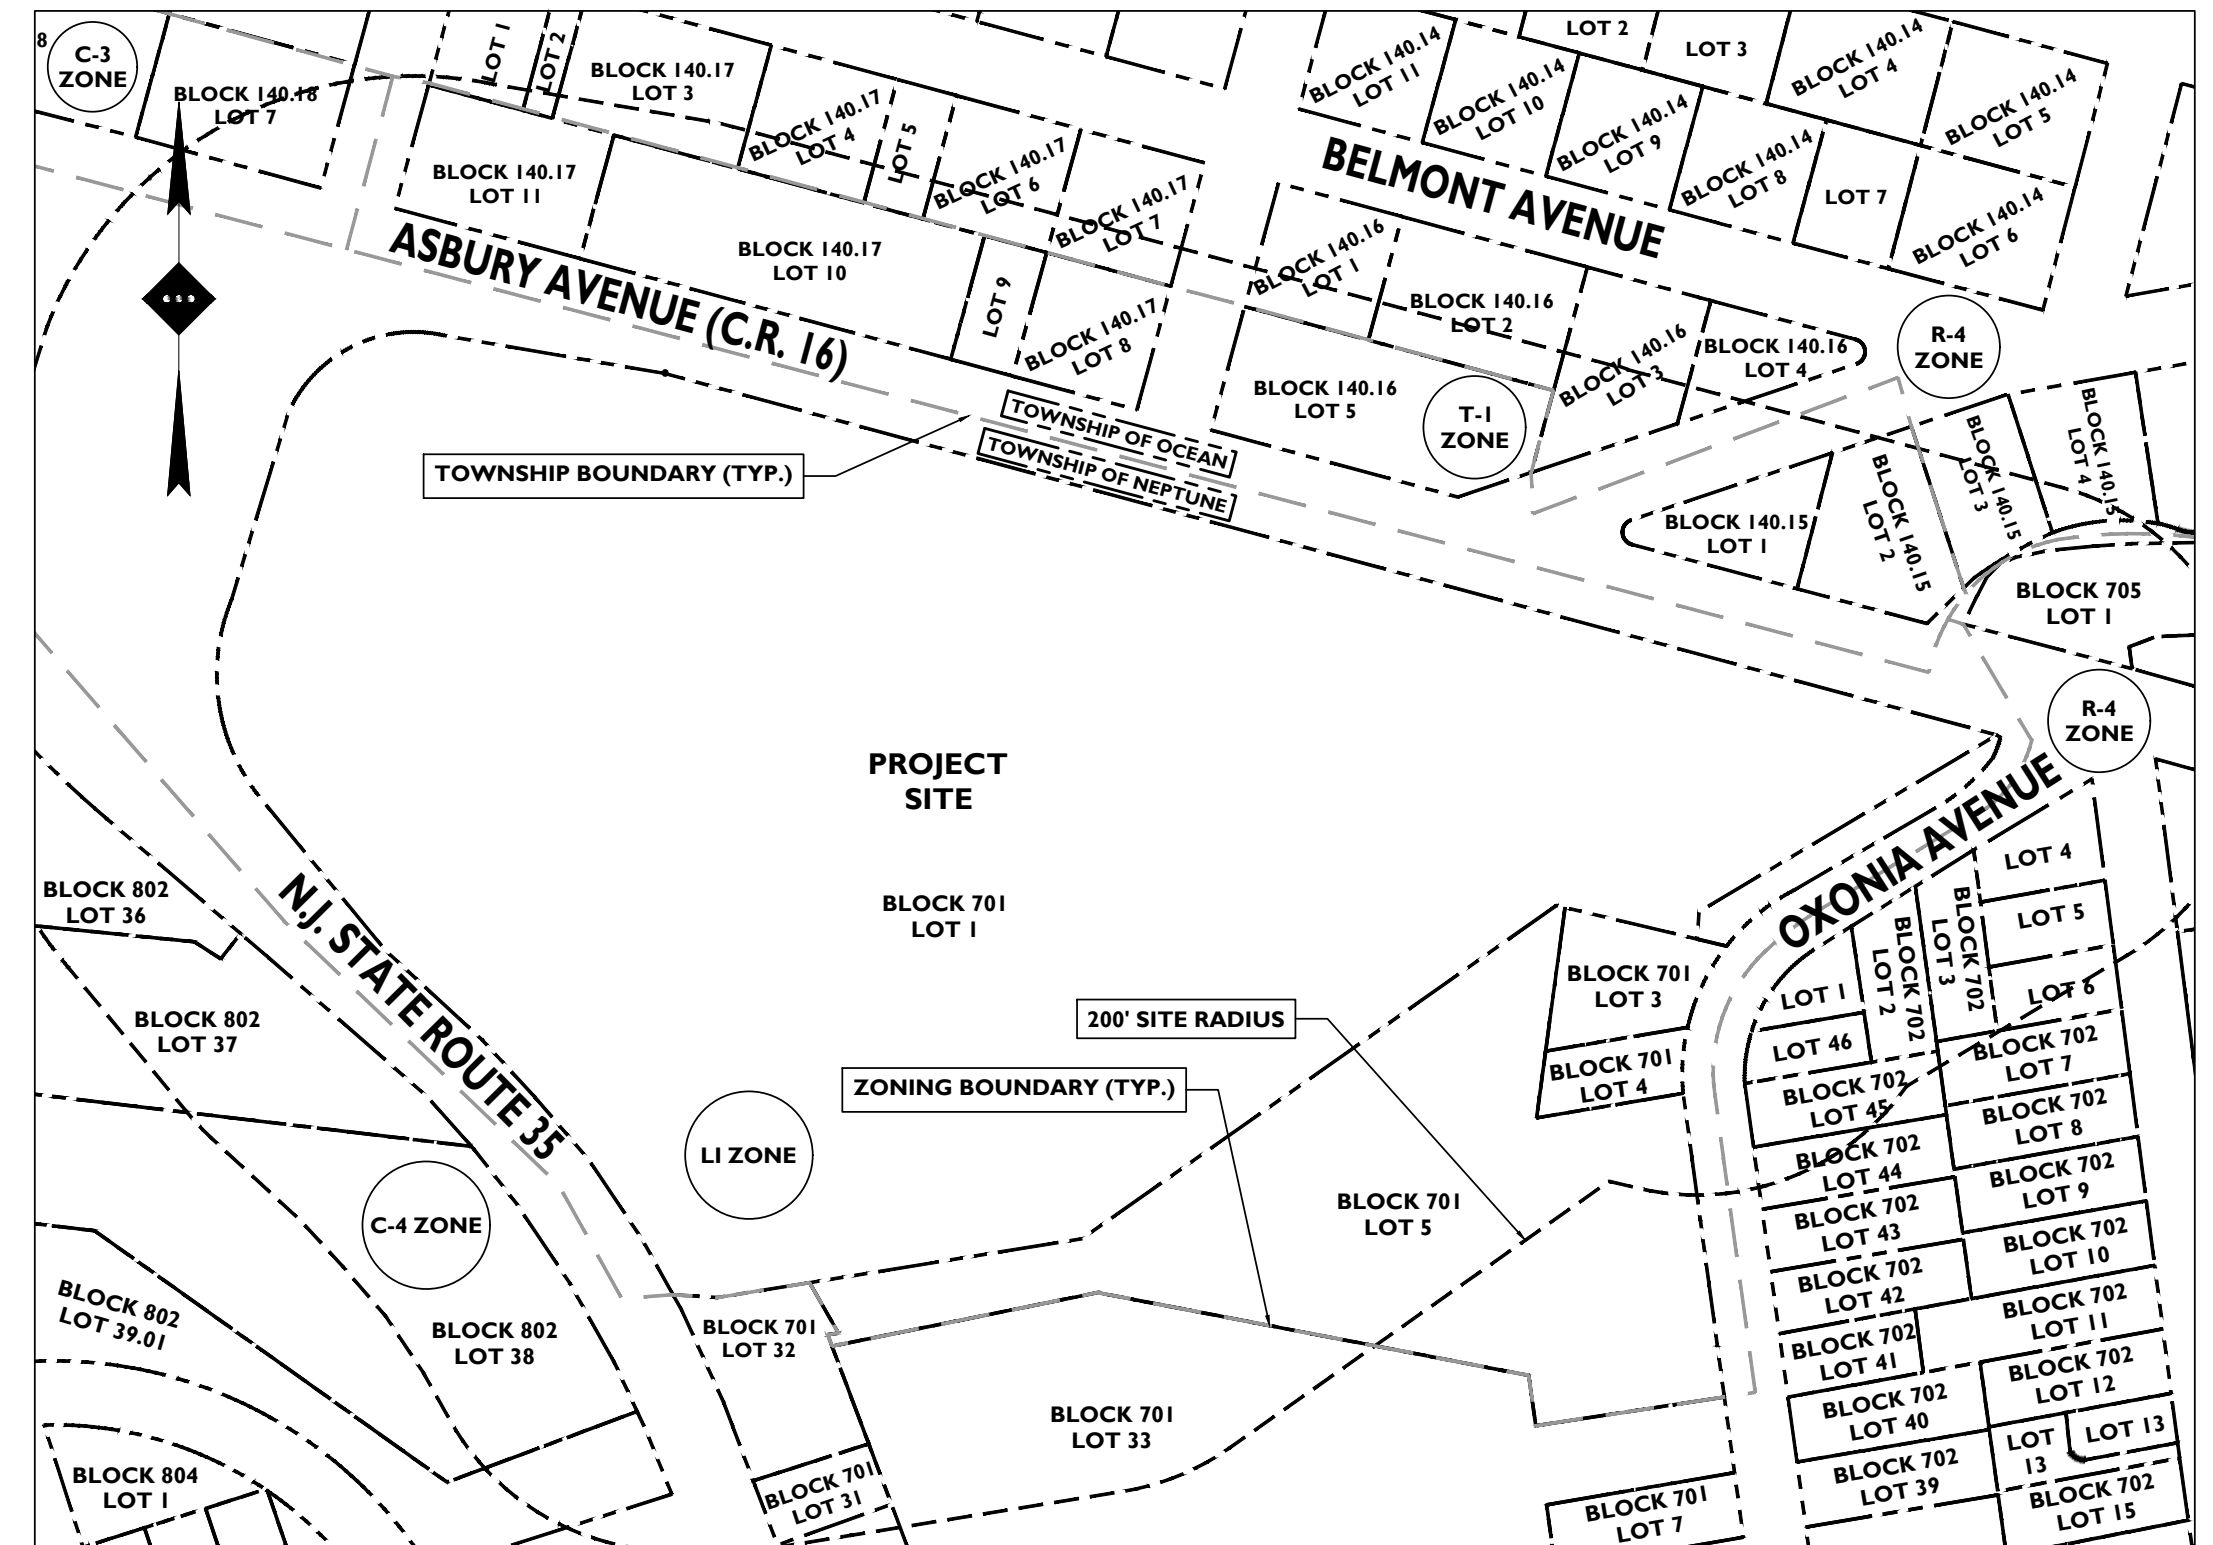 8
C-3
ZONE
BLOCK 140.18
LOT 7
LOT 1
LOT 2
BLOCK 140.17
LOT 3
BLOCK 140.17
LOT 4
LOT 5
BLOCK 140.17
LOT 6
BLOCK 140.17
LOT 7
BLOCK 140.17
LOT 11
BLOCK 140.17
LOT 10
LOT 9
BLOCK 140.17
LOT 8
BLOCK 140.14
LOT 11
BLOCK 140.14
LOT 10
LOT 2
LOT 3
BLOCK 140.14
LOT 4
BLOCK 140.14
LOT 5
BLOCK 140.14
LOT 9
BLOCK 140.14
LOT 8
LOT 7
BLOCK 140.14
LOT 6
BELMONT AVENUE
ASBURY AVENUE (C.R. 16)
BLOCK 140.16
LOT 1
BLOCK 140.16
LOT 2
BLOCK 140.16
LOT 3
BLOCK 140.16
LOT 4
BLOCK 140.16
LOT 5
T-1
ZONE
R-4
ZONE
TOWNSHIP OF OCEAN
TOWNSHIP OF NEPTUNE
TOWNSHIP BOUNDARY (TYP.)
BLOCK 140.15
LOT 1
BLOCK 140.15
LOT 2
BLOCK 140.15
LOT 3
BLOCK 140.15
LOT 4
BLOCK 705
LOT 1
R-4
ZONE
PROJECT
SITE
BLOCK 701
LOT 1
OXONIA AVENUE
N.J. STATE ROUTE 35
BLOCK 802
LOT 36
BLOCK 802
LOT 37
BLOCK 701
LOT 3
BLOCK 701
LOT 4
200' SITE RADIUS
ZONING BOUNDARY (TYP.)
LI ZONE
C-4 ZONE
BLOCK 701
LOT 5
LOT 1
LOT 46
BLOCK 702
LOT 2
BLOCK 702
LOT 3
LOT 4
LOT 5
LOT 6
BLOCK 702
LOT 7
BLOCK 702
LOT 45
BLOCK 702
LOT 8
BLOCK 702
LOT 44
BLOCK 702
LOT 9
BLOCK 702
LOT 43
BLOCK 702
LOT 10
BLOCK 702
LOT 42
BLOCK 702
LOT 11
BLOCK 702
LOT 41
BLOCK 702
LOT 12
BLOCK 702
LOT 40
LOT
13
LOT 13
BLOCK 702
LOT 39
BLOCK 702
LOT 15
BLOCK 802
LOT 39.01
BLOCK 802
LOT 38
BLOCK 701
LOT 32
BLOCK 701
LOT 33
BLOCK 701
LOT 31
BLOCK 804
LOT 1
BLOCK 701
LOT 7